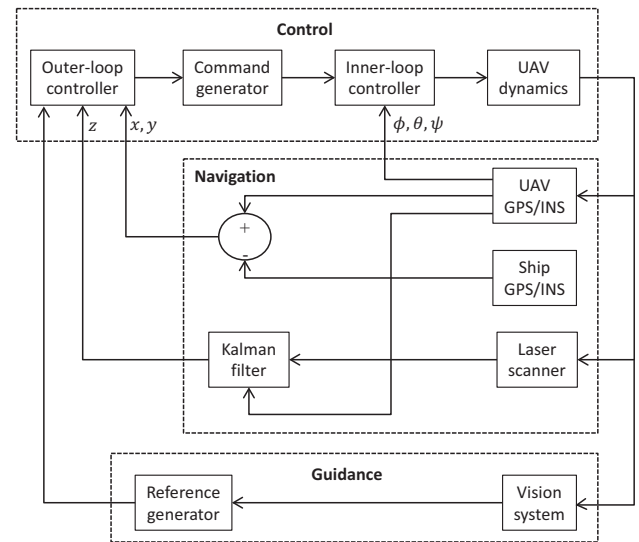 Control
Outer-loop
controller
Command
generator
Inner-loop
controller
UAV
dynamics
z
x, y
ϕ, θ, ψ
Navigation
UAV
GPS/INS
+
-
Ship
GPS/INS
Kalman
filter
Laser
scanner
Guidance
Reference
generator
Vision
system